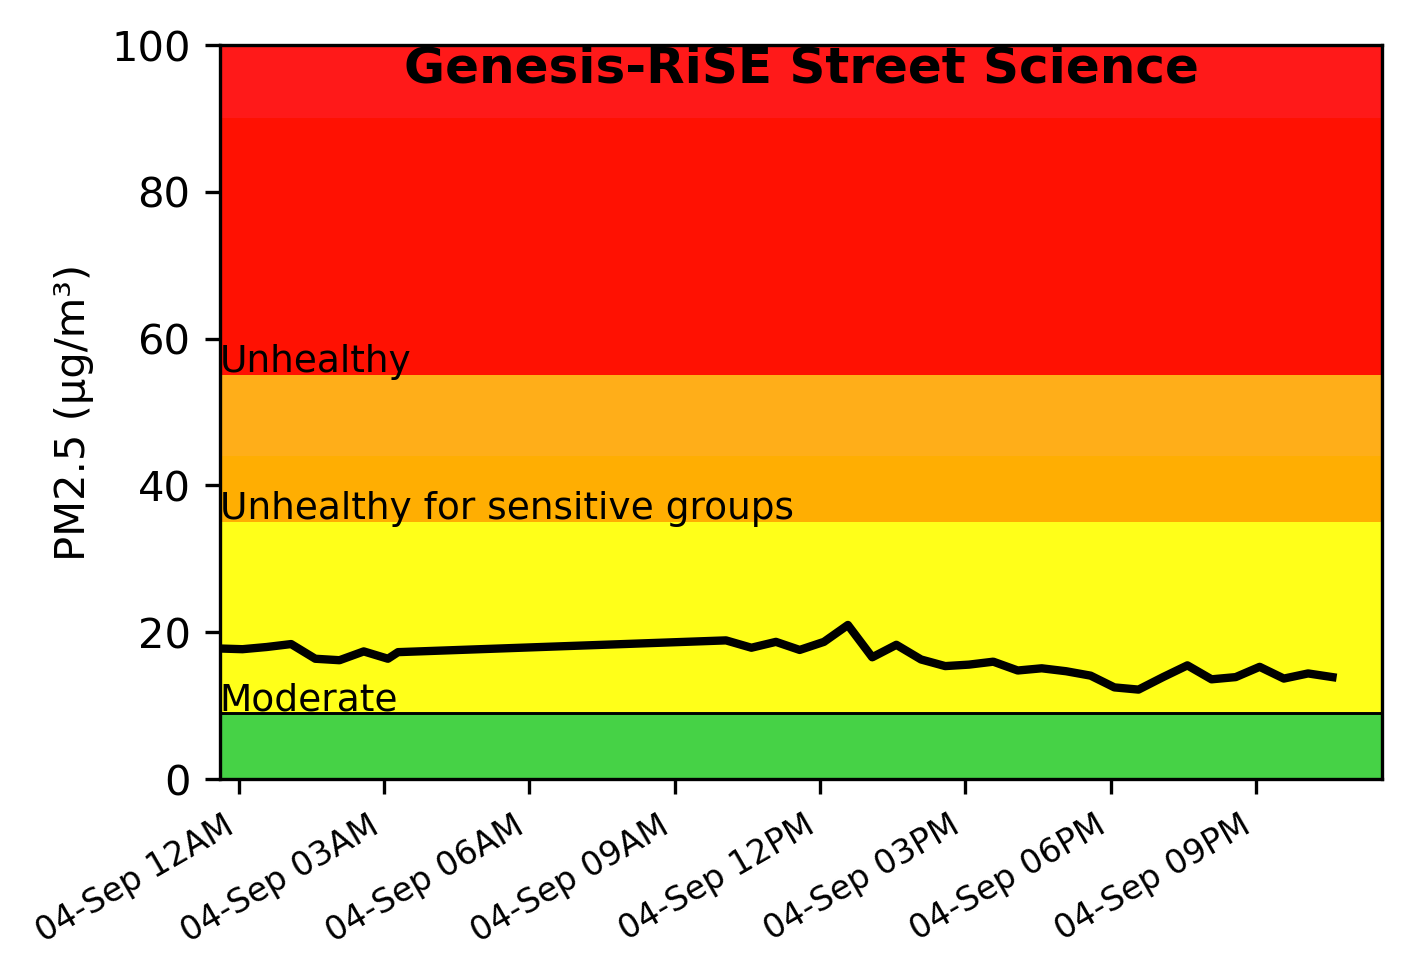 Genesis-RiSE Street Science
100
80
60
40
20
0
PM2.5 (µg/m³)
Unhealthy
Unhealthy for sensitive groups
Moderate
04-Sep 12AM
04-Sep 03AM
04-Sep 06AM
04-Sep 09AM
04-Sep 12PM
04-Sep 03PM
04-Sep 06PM
04-Sep 09PM